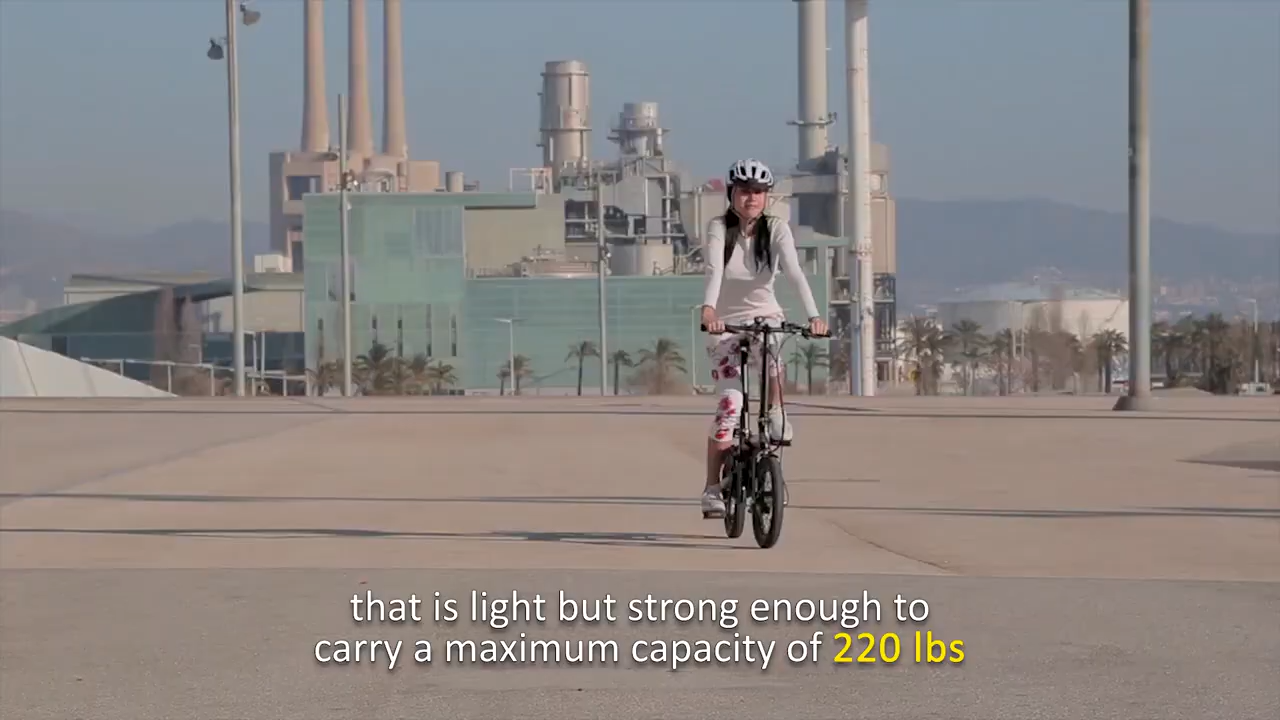 that is light but strong enough to
carry a maximum capacity of 220 lbs